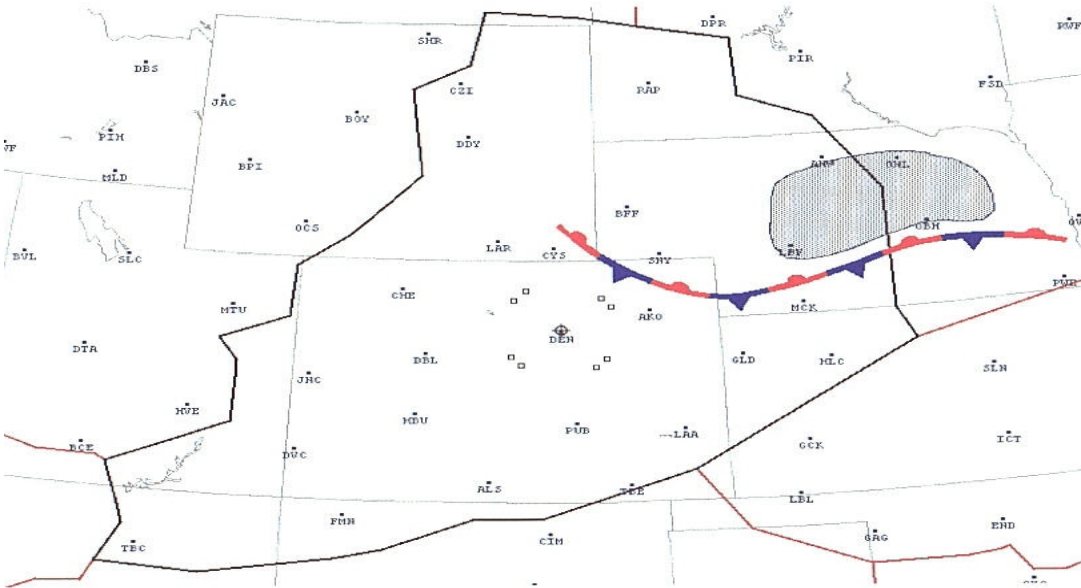 DPR
PWF
SHR
PIR
DBS
CZI
RAP
FSD
JAC
BOY
PIH
DDY
BPI
ANW
ONL
MLD
BFF
OCS
OBH
LAR
CYS
SNY
LBF
BVL
SLC
CHE
MTU
MCK
PWE
AKO
DEN
DTA
DBL
GLD
HLC
JNC
SLN
HVE
MBU
PUB
LAA
BCE
GCK
ICT
DVC
ALS
TBE
LBL
FMN
CIM
GAG
END
TBC